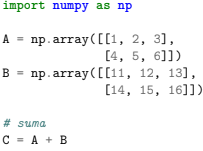 import numpy as np

A = np.array([[1, 2, 3],
              [4, 5, 6]])
B = np.array([[11, 12, 13],
              [14, 15, 16]])

# suma
C = A + B